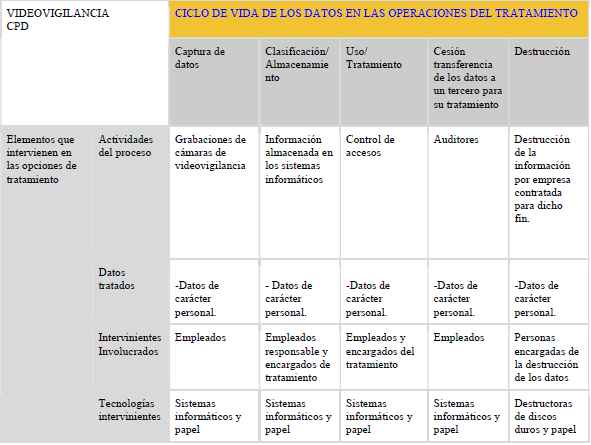 VIDEOVIGILANCIA
CPD
CICLO DE VIDA DE LOS DATOS EN LAS OPERACIONES DEL TRATAMIENTO
Captura de
datos
Clasificación/
Almacenamie
nto
Uso/
Tratamiento
Cesión
transferencia
de los datos a
un tercero para
su tratamiento
Destrucción
Elementos que
intervienen en
las opciones de
tratamiento
Actividades
del proceso
Grabaciones de
cámaras de
videovigilancia
Información
almacenada en
los sistemas
informáticos
Control de
accesos
Auditores
Destrucción
de la
información
por empresa
contratada
para dicho
fin.
Datos
tratados
-Datos de
carácter
personal.
- Datos de
carácter
personal.
-Datos de
carácter
personal.
-Datos de
carácter
personal.
-Datos de
carácter
personal.
Intervinientes
Involucrados
Empleados
Empleados
responsable y
encargados de
tratamiento
Empleados y
encargados del
tratamiento
Empleados
Personas
encargadas de
la destrucción
de los datos
Tecnologías
intervinientes
Sistemas
informáticos y
papel
Sistemas
informáticos y
papel
Sistemas
informáticos y
papel
Sistemas
informáticos y
papel
Destructoras
de discos
duros y papel